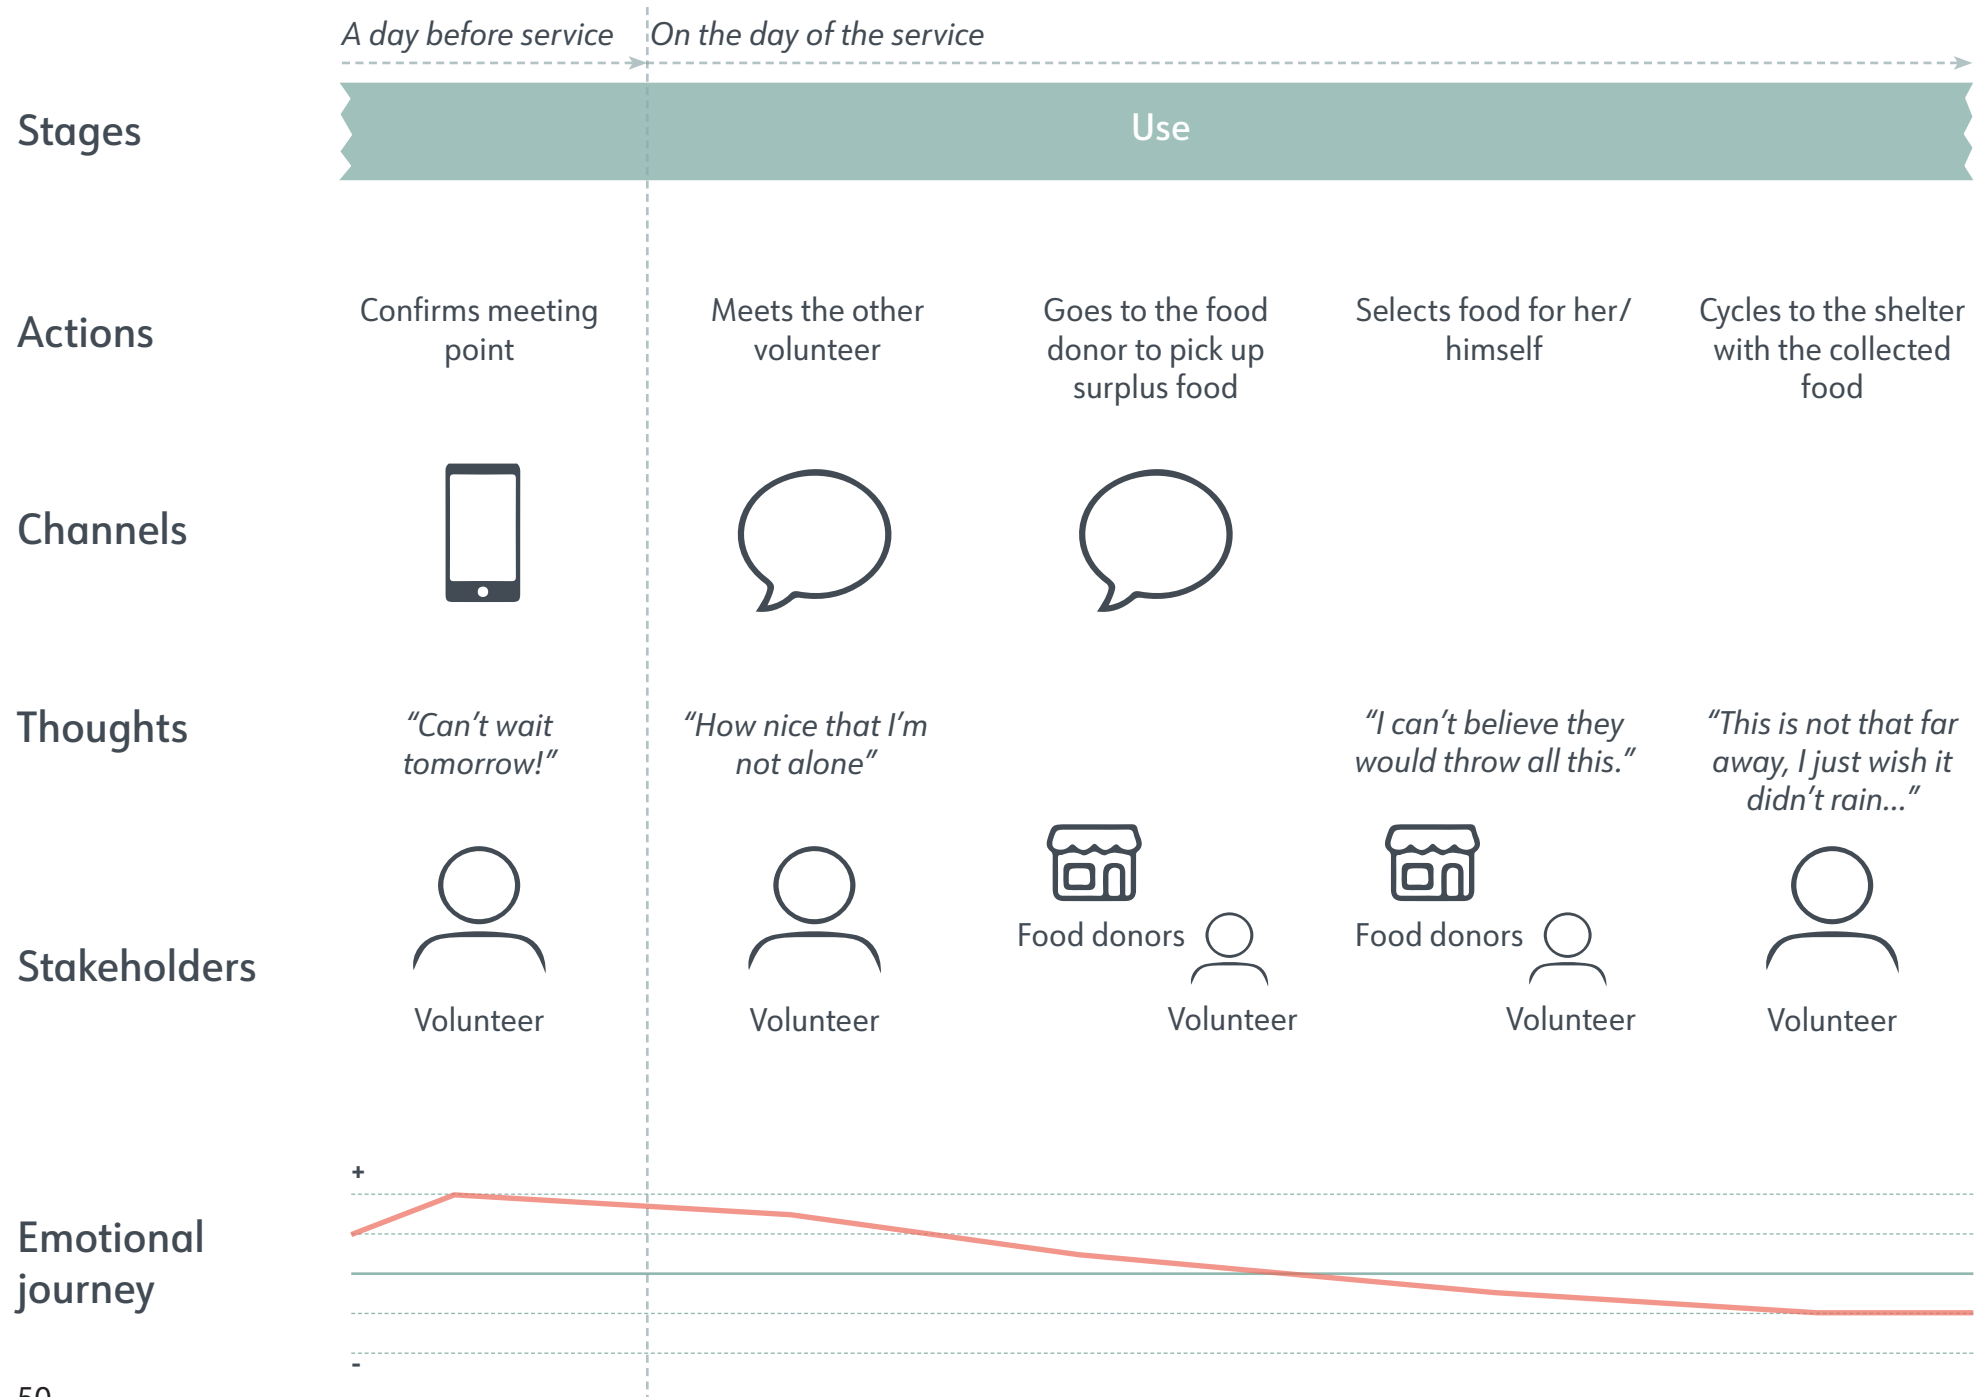 A day before service
On the day of the service
Stages
Use
Actions
Confirms meeting
point
Meets the other
volunteer
Goes to the food
donor to pick up
surplus food
Selects food for her/
himself
Cycles to the shelter
with the collected
food
Channels
Thoughts
“Can’t wait
tomorrow!”
“How nice that I’m
not alone”
“I can’t believe they
would throw all this.”
“This is not that far
away, I just wish it
didn’t rain...”
Stakeholders
Volunteer
Volunteer
Food donors
Volunteer
Food donors
Volunteer
Volunteer
Emotional
journey
+
-
50